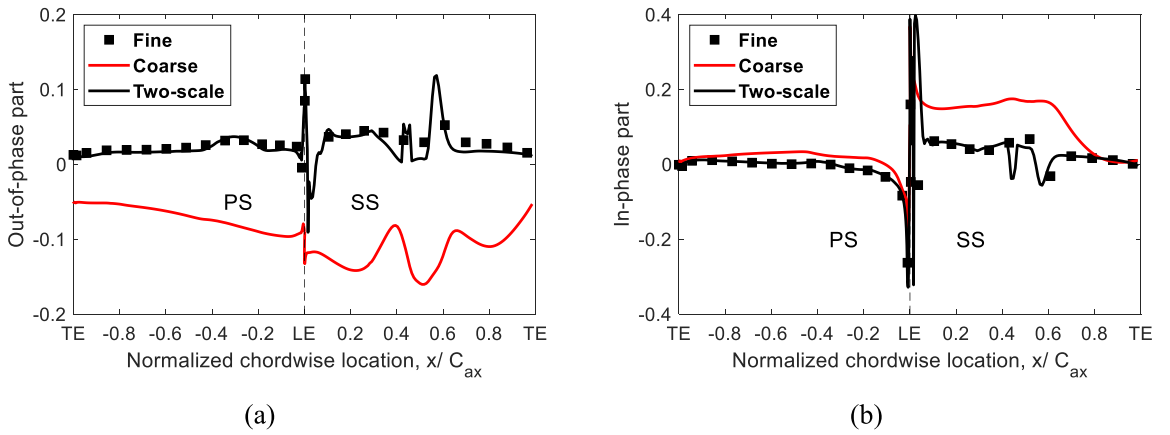 0.2
0.1
0
-0.1
-0.2
Out-of-phase part
Fine
Coarse
Two-scale
PS
SS
TE -0.8 -0.6 -0.4 -0.2 LE 0.2 0.4 0.6 0.8 TE
Normalized chordwise location, x/ C_ax
(a)
0.4
0.2
0
-0.2
-0.4
In-phase part
Fine
Coarse
Two-scale
PS
SS
TE -0.8 -0.6 -0.4 -0.2 LE 0.2 0.4 0.6 0.8 TE
Normalized chordwise location, x/ C_ax
(b)